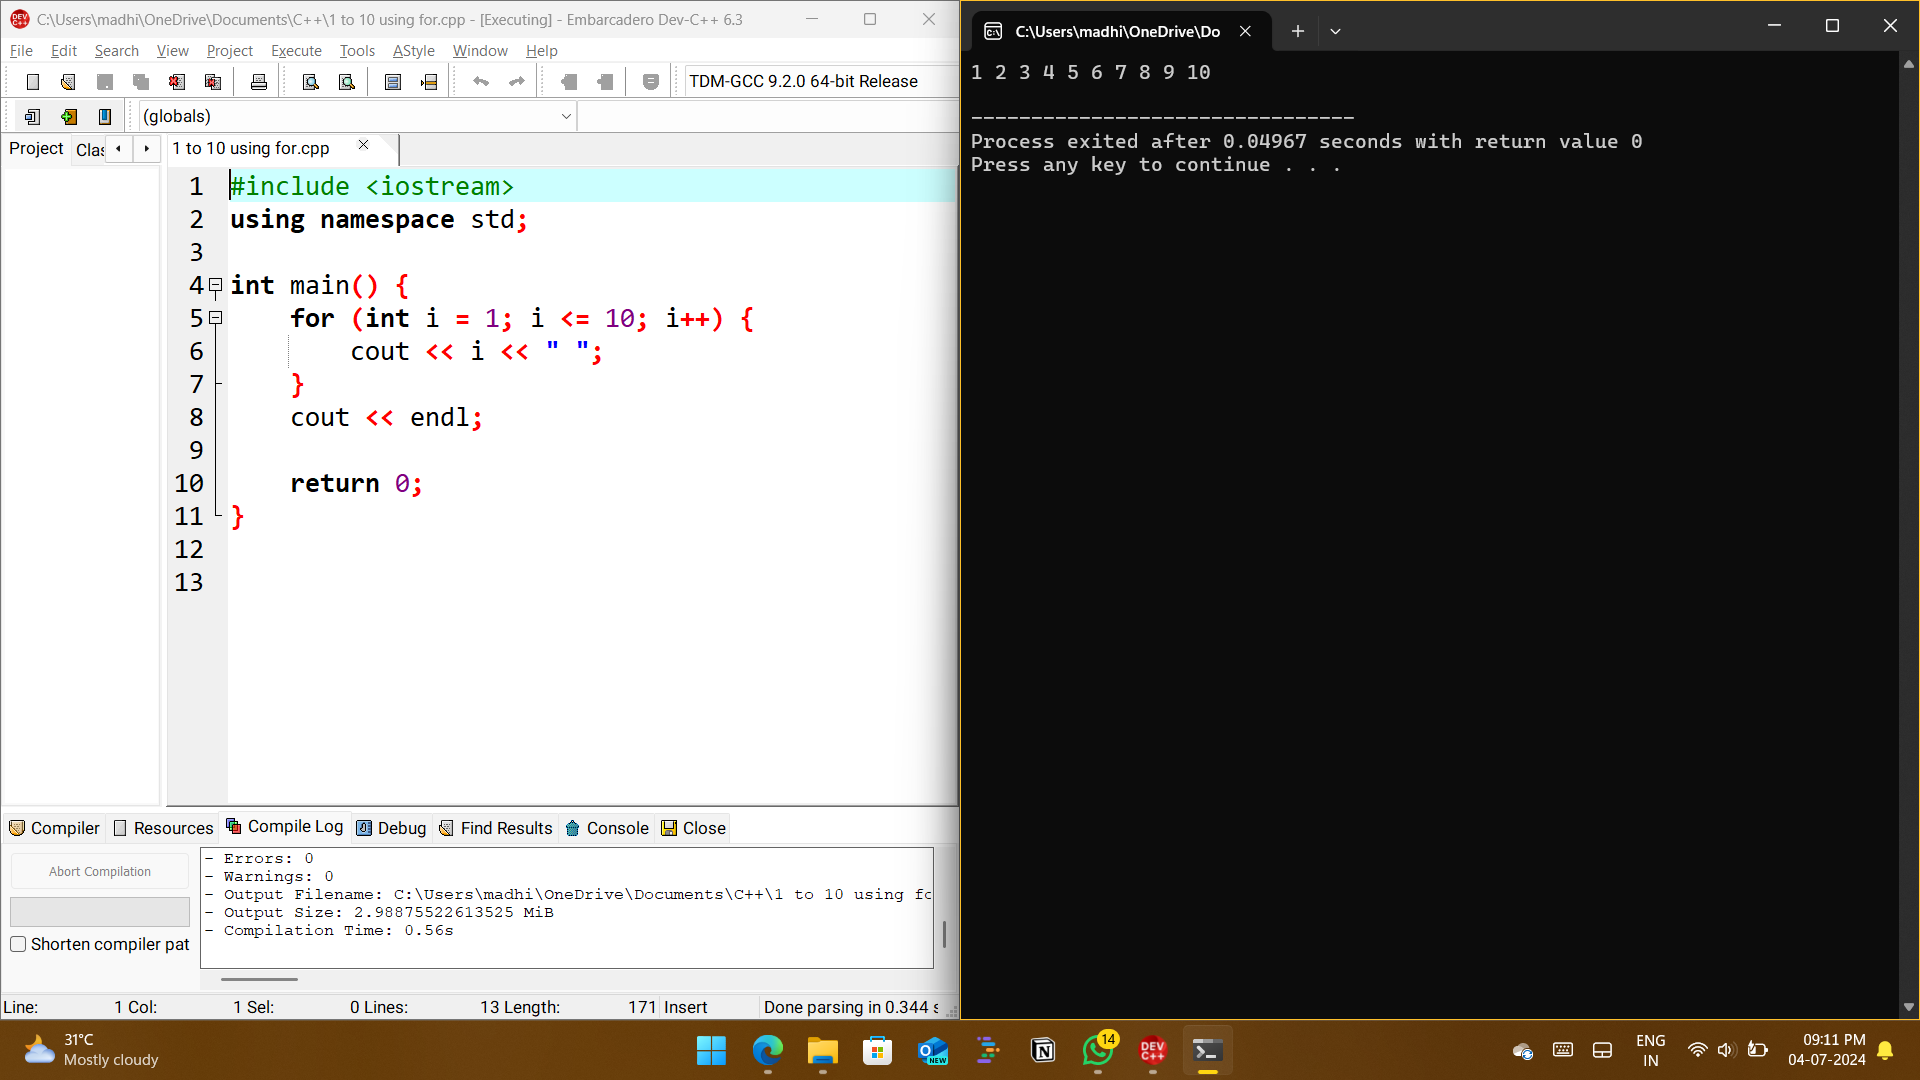 C:\Users\madhi\OneDrive\Documents\C++\1 to 10 using for.cpp - [Executing] - Embarcadero Dev-C++ 6.3
File Edit Search View Project Execute Tools AStyle Window Help
TDM-GCC 9.2.0 64-bit Release
(globals)
Project Clas 1 to 10 using for.cpp
1 #include <iostream>
2 using namespace std;
3
4 int main() {
5 for (int i = 1; i <= 10; i++) {
6 cout << i << " ";
7 }
8 cout << endl;
9
10 return 0;
11 }
12
13
Compiler Resources Compile Log Debug Find Results Console Close
Abort Compilation
Shorten compiler pat
- Errors: 0
- Warnings: 0
- Output Filename: C:\Users\madhi\OneDrive\Documents\C++\1 to 10 using fo
- Output Size: 2.98875522613525 MiB
- Compilation Time: 0.56s
Line: 1 Col: 1 Sel: 0 Lines: 13 Length: 171 Insert Done parsing in 0.344 s
C:\Users\madhi\OneDrive\Do
1 2 3 4 5 6 7 8 9 10
--------------------------------
Process exited after 0.04967 seconds with return value 0
Press any key to continue . . .
31°C
Mostly cloudy
NEW
14
DEV
C++
ENG
IN
09:11 PM
04-07-2024